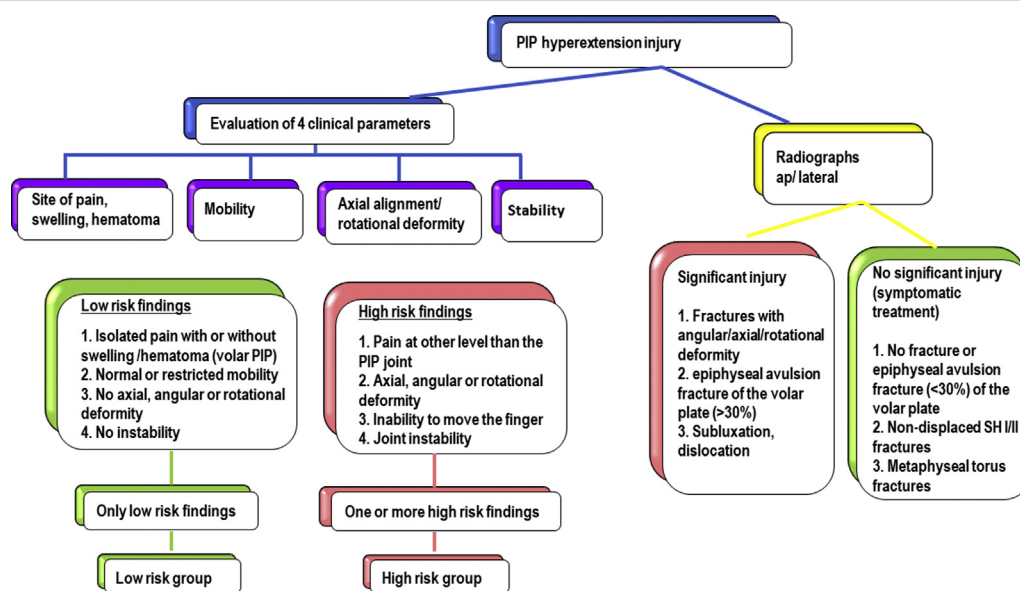 PIP hyperextension injury
Evaluation of 4 clinical parameters
Radiographs
ap/ lateral
Site of pain,
swelling, hematoma
Mobility
Axial alignment/
rotational deformity
Stability
Low risk findings
1. Isolated pain with or without
swelling /hematoma (volar PIP)
2. Normal or restricted mobility
3. No axial, angular or rotational
deformity
4. No instability
High risk findings
1. Pain at other level than the
PIP joint
2. Axial, angular or rotational
deformity
3. Inability to move the finger
4. Joint instability
Significant injury
1. Fractures with
angular/axial/rotational
deformity
2. epiphyseal avulsion
fracture of the volar
plate (>30%)
3. Subluxation,
dislocation
No significant injury
(symptomatic
treatment)
1. No fracture or
epiphyseal avulsion
fracture (<30%) of the
volar plate
2. Non-displaced SH I/II
fractures
3. Metaphyseal torus
fractures
Only low risk findings
One or more high risk findings
Low risk group
High risk group